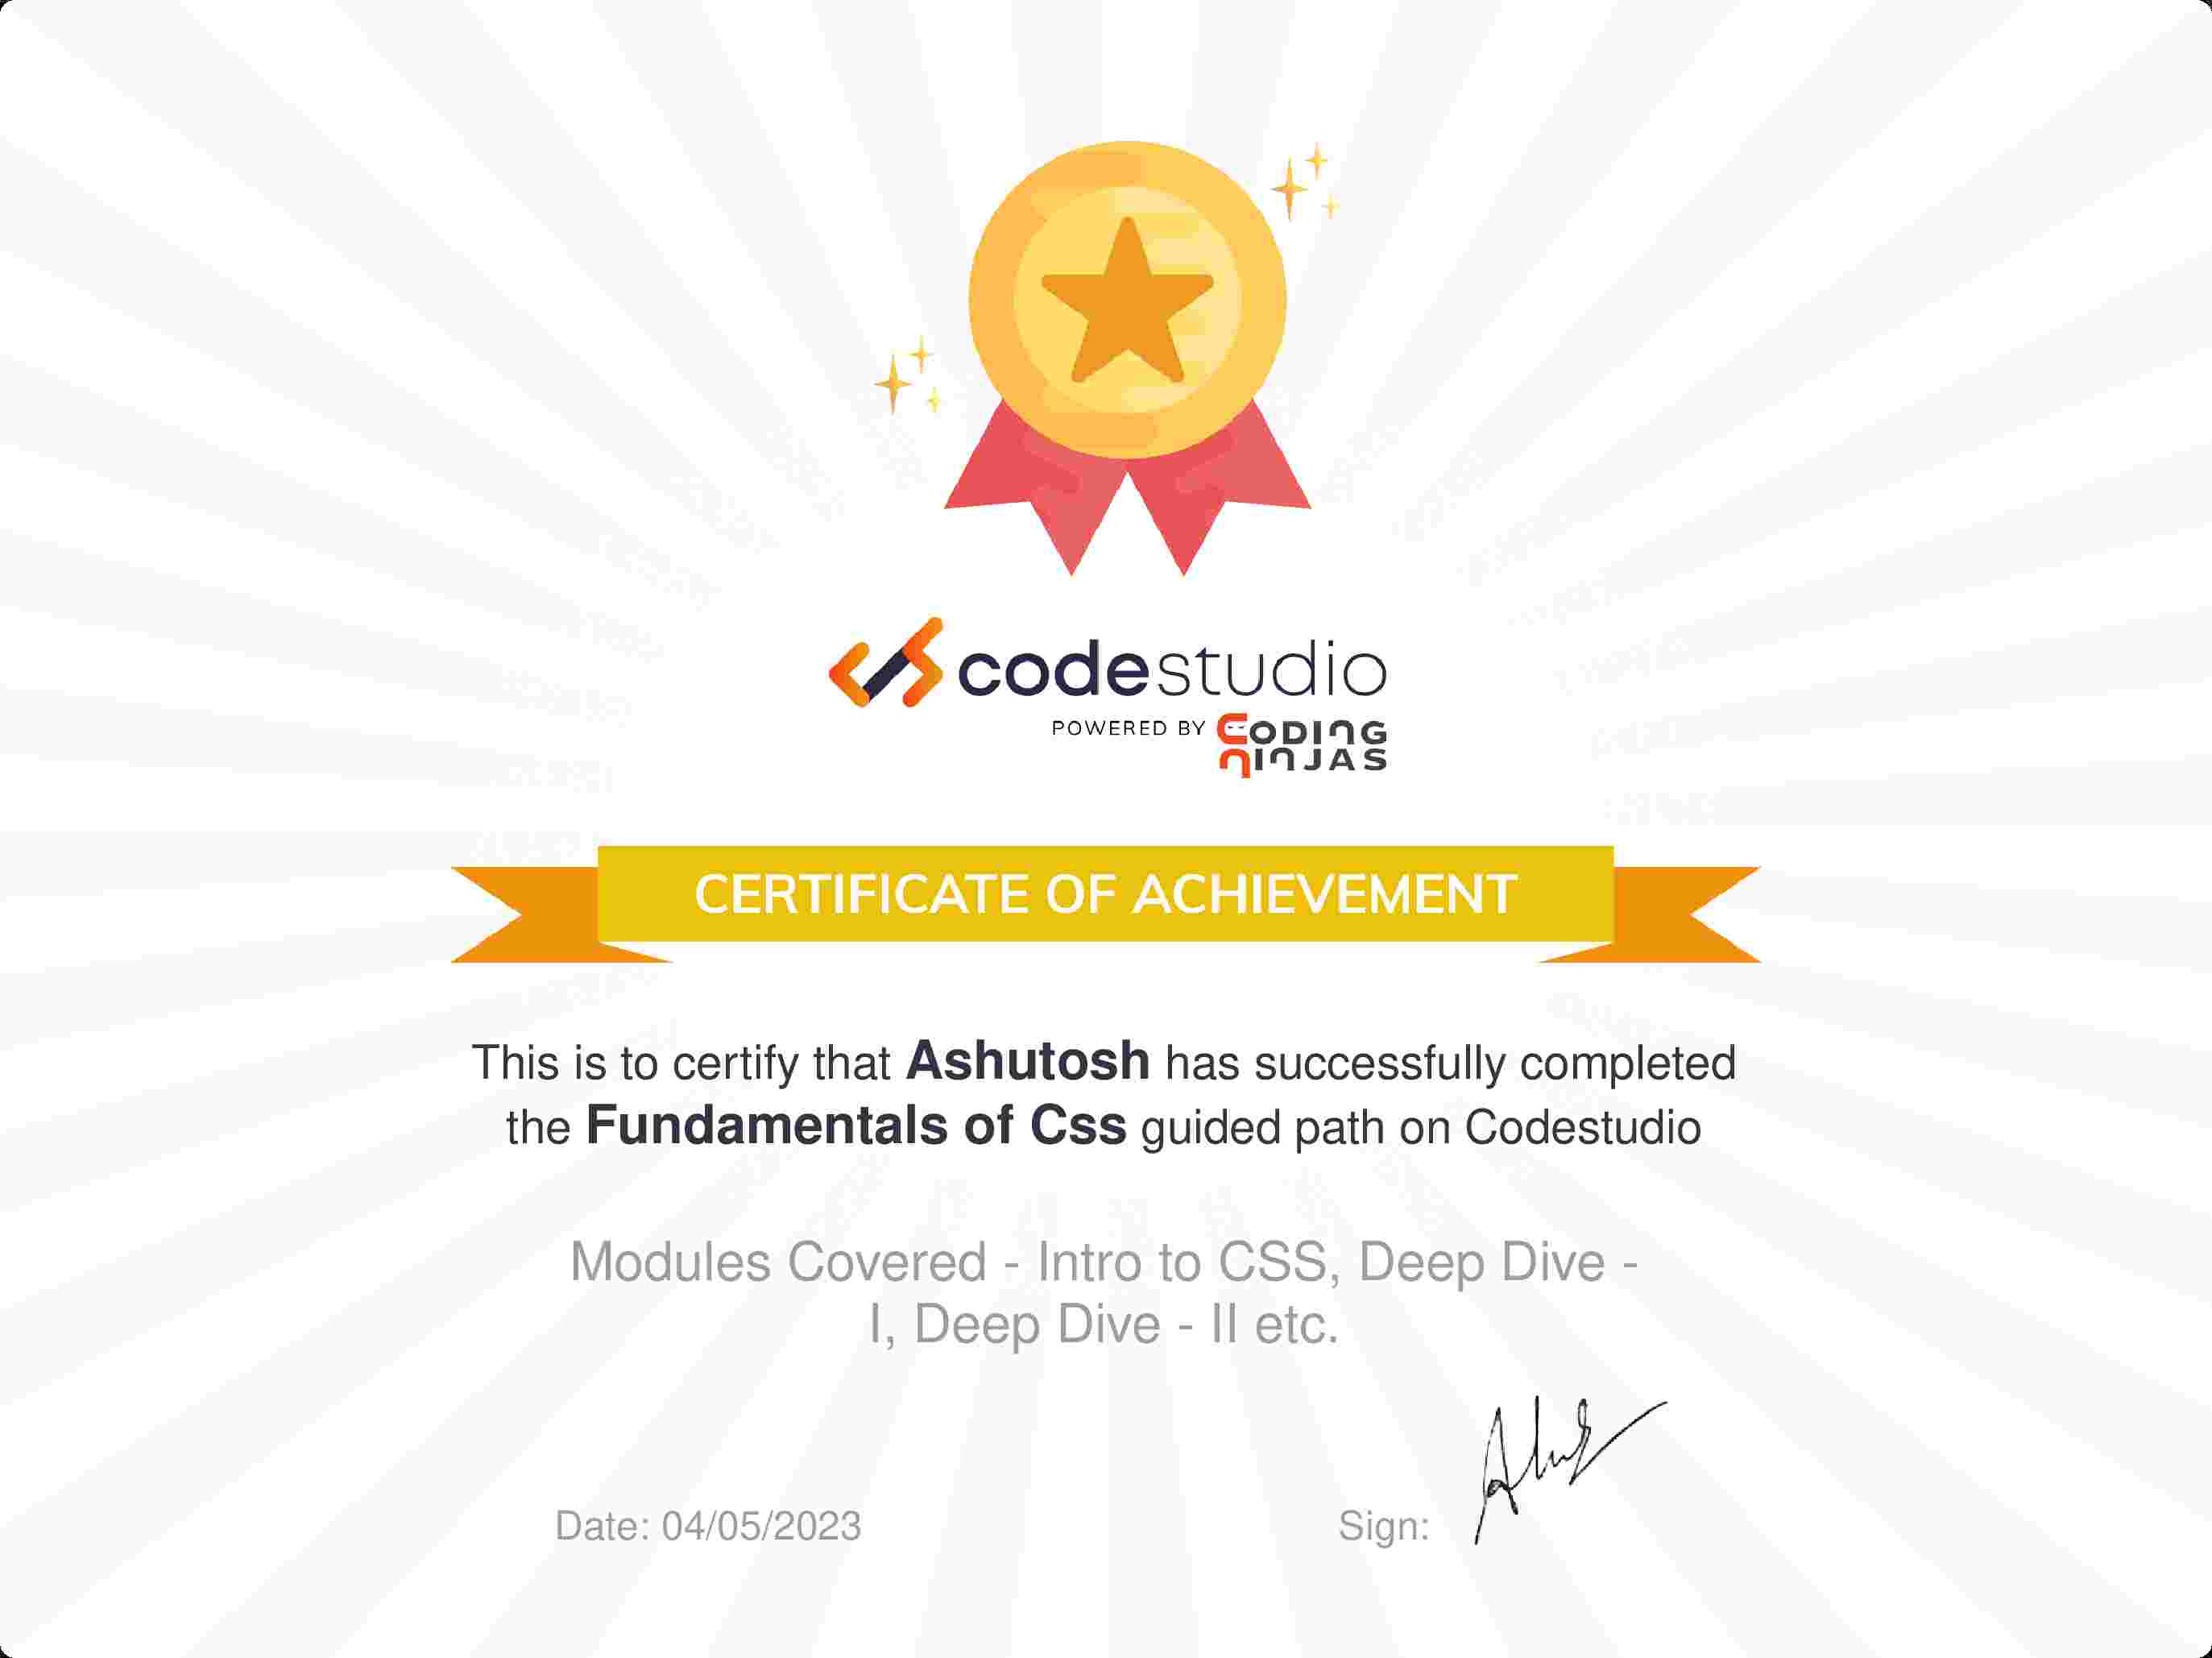 codestudio
POWERED BY CODING NINJAS
CERTIFICATE OF ACHIEVEMENT
This is to certify that Ashutosh has successfully completed
the Fundamentals of Css guided path on Codestudio
Modules Covered - Intro to CSS, Deep Dive -
I, Deep Dive - II etc.
Date: 04/05/2023
Sign: